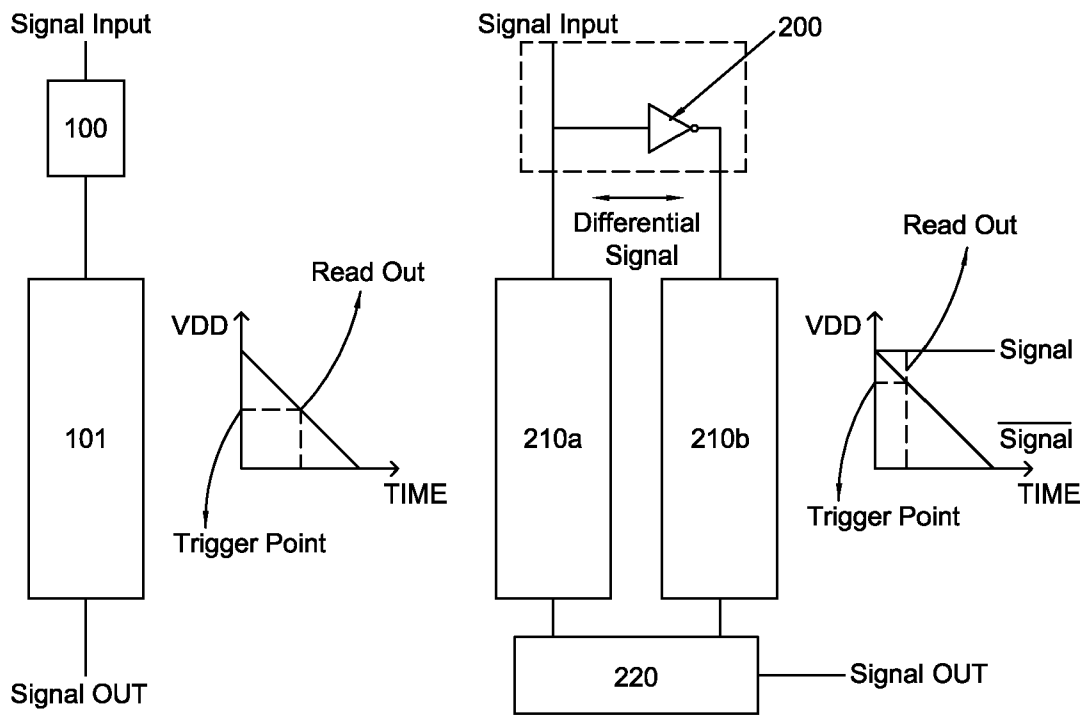 Signal Input
100
101
Signal OUT
VDD
Read Out
TIME
Trigger Point
Signal Input
200
Differential
Signal
210a
210b
220
Signal OUT
Read Out
VDD
Signal
Signal
TIME
Trigger Point